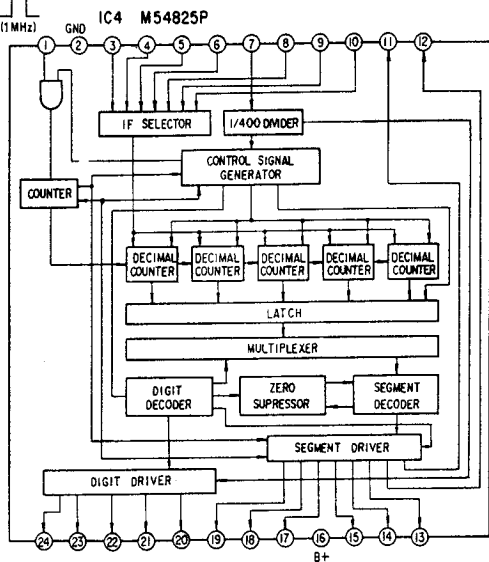 IC4 M54825P
(1MHz)
GND
1 2 3 4 5 6 7 8 9 10 11 12
IF SELECTOR
1/400 DIVIDER
CONTROL SIGNAL
GENERATOR
COUNTER
DECIMAL
COUNTER
DECIMAL
COUNTER
DECIMAL
COUNTER
DECIMAL
COUNTER
DECIMAL
COUNTER
LATCH
MULTIPLEXER
DIGIT
DECODER
ZERO
SUPRESSOR
SEGMENT
DECODER
SEGMENT DRIVER
DIGIT DRIVER
24 23 22 21 20 19 18 17 16 15 14 13
B+